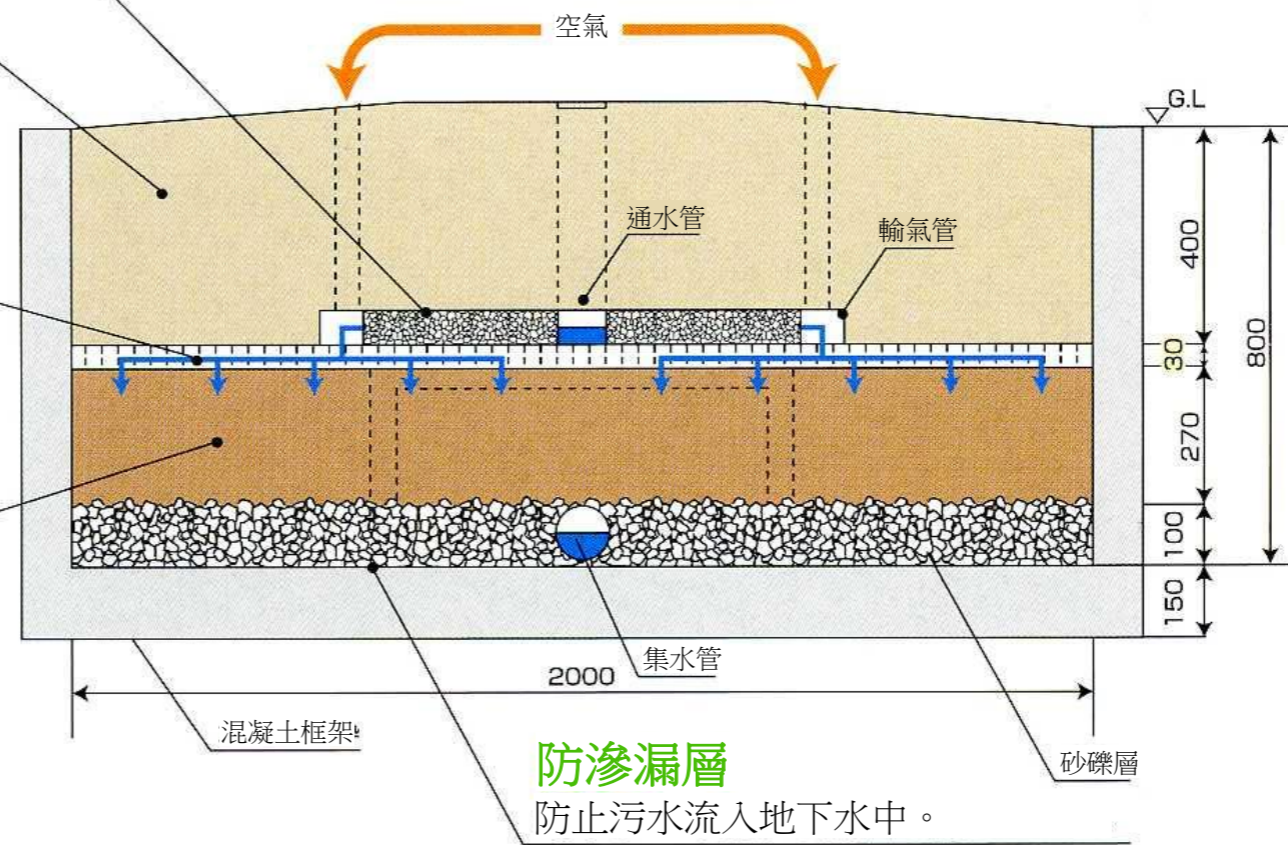 空氣
G.L
通水管
輸氣管
400
30
800
270
100
150
集水管
2000
混凝土框架
砂礫層
防滲漏層
防止污水流入地下水中。